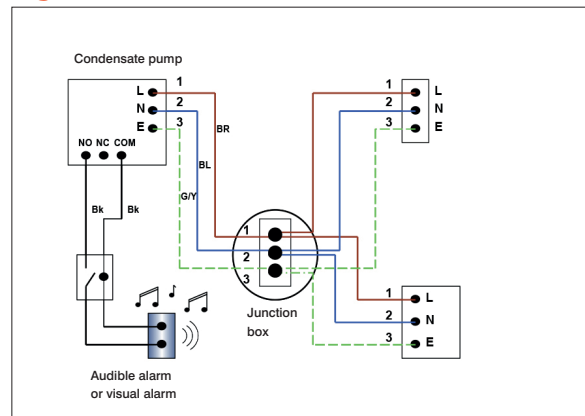 Condensate pump
L 1
N 2
E 3
NO NC COM
BR
BL
G/Y
Bk Bk
1 L
2 N
3 E
1
2
3
Junction
box
1 L
2 N
3 E
Audible alarm
or visual alarm